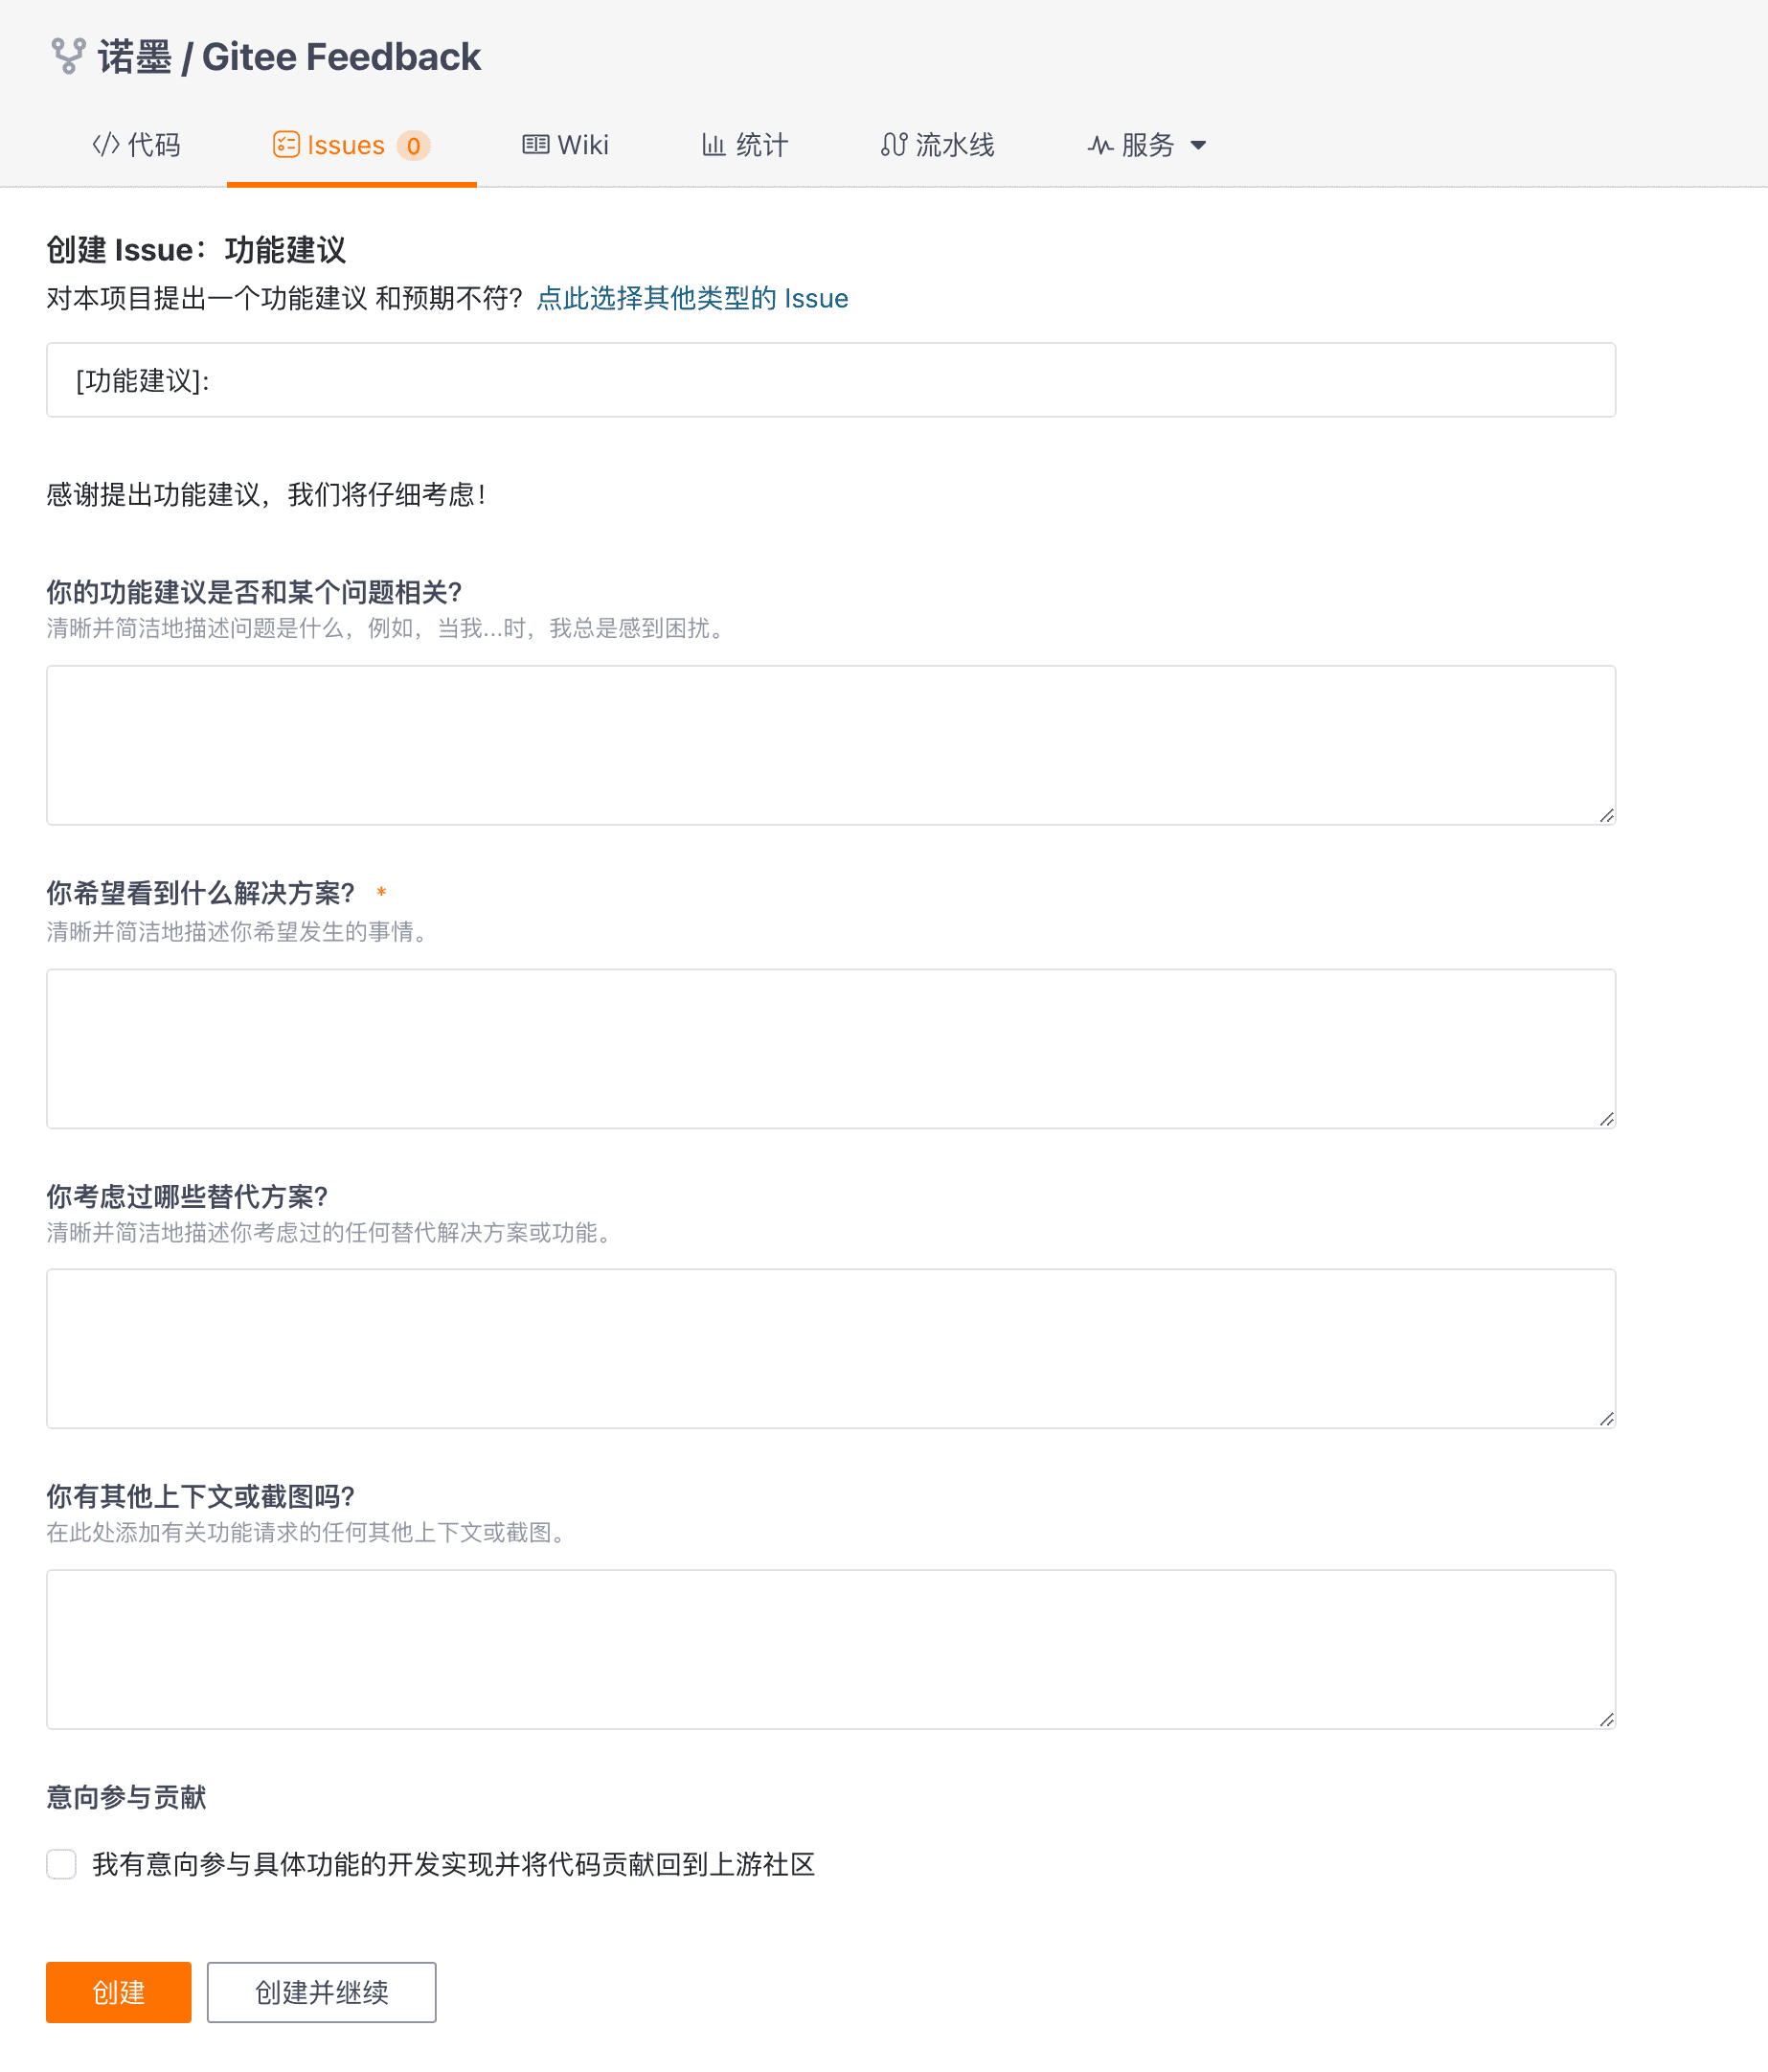 诺墨 / Gitee Feedback
代码 Issues 0 Wiki 统计 流水线 服务
创建 Issue：功能建议
对本项目提出一个功能建议 和预期不符？点此选择其他类型的 Issue
[功能建议]:
感谢提出功能建议，我们将仔细考虑！
你的功能建议是否和某个问题相关?
清晰并简洁地描述问题是什么，例如，当我...时，我总是感到困扰。
你希望看到什么解决方案? *
清晰并简洁地描述你希望发生的事情。
你考虑过哪些替代方案?
清晰并简洁地描述你考虑过的任何替代解决方案或功能。
你有其他上下文或截图吗?
在此处添加有关功能请求的任何其他上下文或截图。
意向参与贡献
我有意向参与具体功能的开发实现并将代码贡献回到上游社区
创建 创建并继续